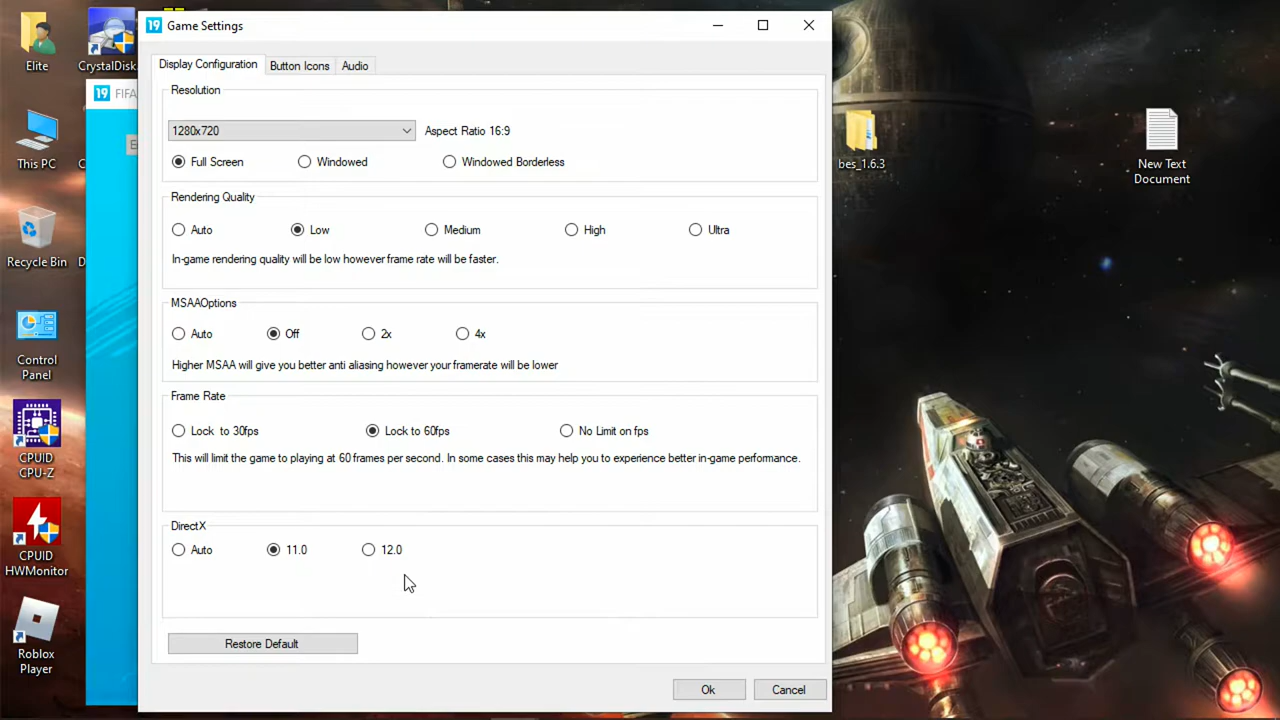 19 Game Settings
Display Configuration
Button Icons
Audio
Resolution
1280x720
Aspect Ratio 16:9
Full Screen
Windowed
Windowed Borderless
Rendering Quality
Auto
Low
Medium
High
Ultra
In-game rendering quality will be low however frame rate will be faster.
MSAAOptions
Auto
Off
2x
4x
Higher MSAA will give you better anti aliasing however your framerate will be lower
Frame Rate
Lock to 30fps
Lock to 60fps
No Limit on fps
This will limit the game to playing at 60 frames per second. In some cases this may help you to experience better in-game performance.
DirectX
Auto
11.0
12.0
Restore Default
Ok
Cancel
Elite
CrystalDisk
19 FIFA
This PC
Recycle Bin
Control
Panel
CPUID
CPU-Z
CPUID
HWMonitor
Roblox
Player
bes_1.6.3
New Text
Document